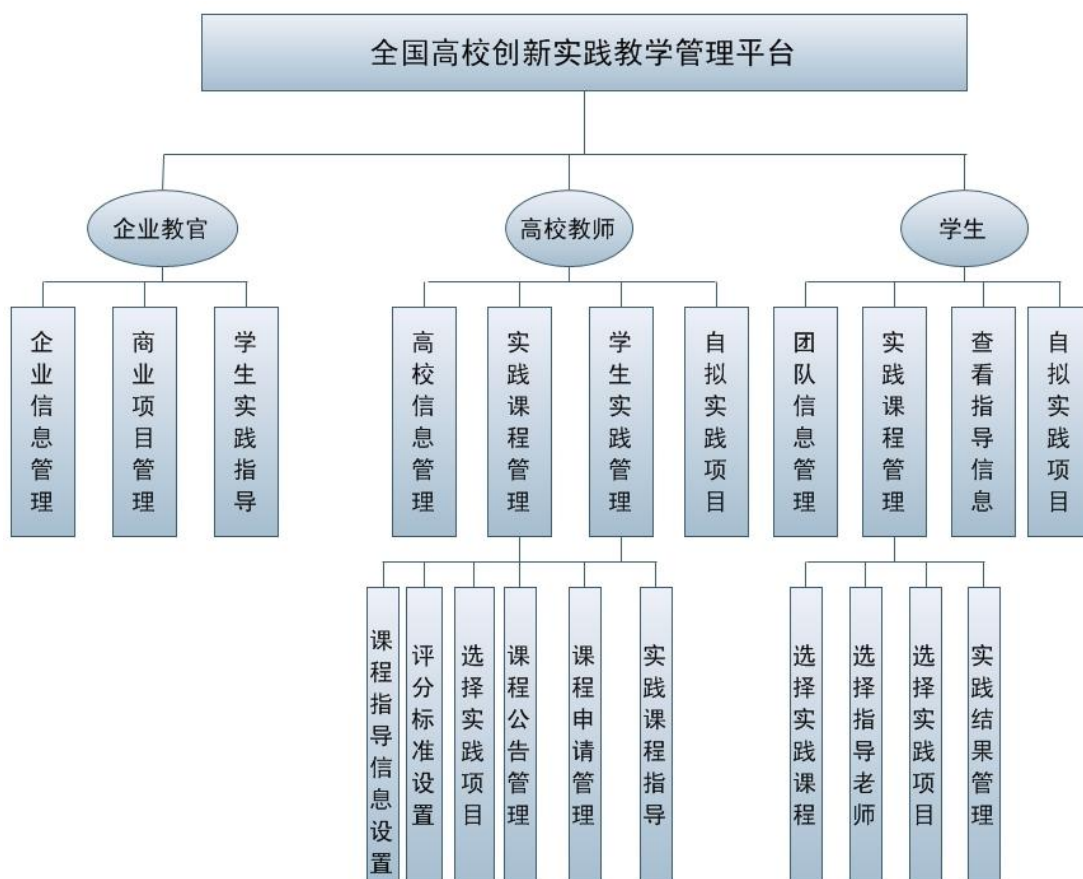 全国高校创新实践教学管理平台
企业教官
高校教师
学生
企业信息管理
商业项目管理
学生实践指导
高校信息管理
实践课程管理
学生实践管理
自拟实践项目
团队信息管理
实践课程管理
查看指导信息
自拟实践项目
课程指导信息设置
评分标准设置
选择实践项目
课程公告管理
课程申请管理
实践课程指导
选择实践课程
选择指导老师
选择实践项目
实践结果管理